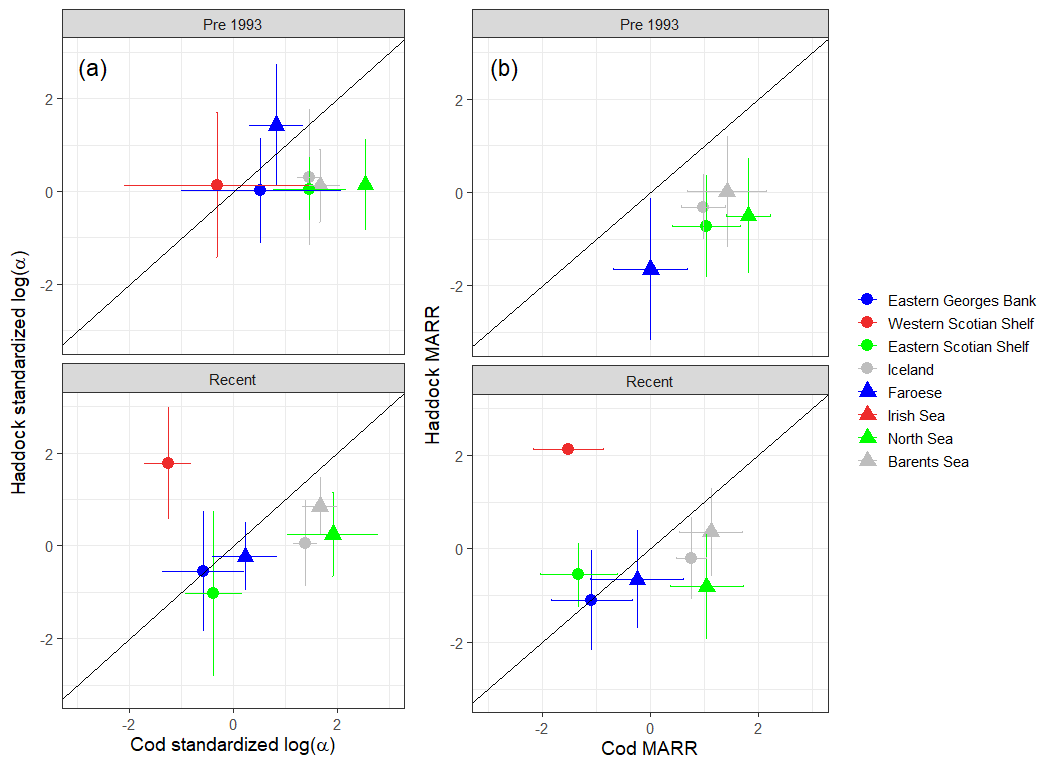 Pre 1993
Pre 1993
(a)
(b)
2
0
-2
2
0
-2
Haddock standardized log(α)
Haddock MARR
Recent
Recent
2
0
-2
2
0
-2
-2 0 2
-2 0 2
Cod standardized log(α)
Cod MARR
Eastern Georges Bank
Western Scotian Shelf
Eastern Scotian Shelf
Iceland
Faroese
Irish Sea
North Sea
Barents Sea